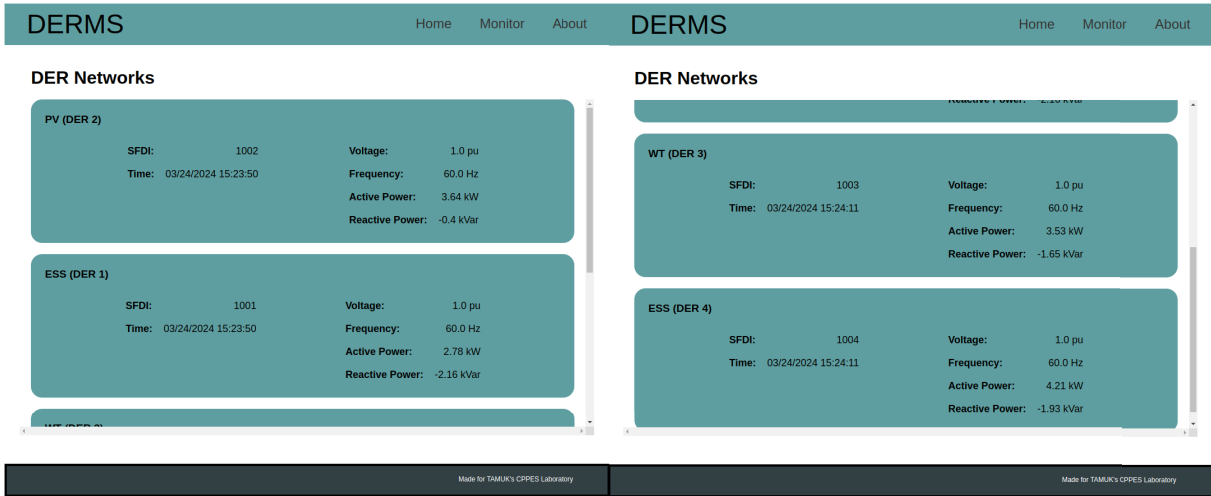 DERMS Home Monitor About
DER Networks
PV (DER 2)
SFDI: 1002 Voltage: 1.0 pu
Time: 03/24/2024 15:23:50 Frequency: 60.0 Hz
Active Power: 3.64 kW
Reactive Power: -0.4 kVar
ESS (DER 1)
SFDI: 1001 Voltage: 1.0 pu
Time: 03/24/2024 15:23:50 Frequency: 60.0 Hz
Active Power: 2.78 kW
Reactive Power: -2.16 kVar
Made for TAMUK's CPPES Laboratory
DERMS Home Monitor About
DER Networks
Reactive Power: -2.16 kVar
WT (DER 3)
SFDI: 1003 Voltage: 1.0 pu
Time: 03/24/2024 15:24:11 Frequency: 60.0 Hz
Active Power: 3.53 kW
Reactive Power: -1.65 kVar
ESS (DER 4)
SFDI: 1004 Voltage: 1.0 pu
Time: 03/24/2024 15:24:11 Frequency: 60.0 Hz
Active Power: 4.21 kW
Reactive Power: -1.93 kVar
Made for TAMUK's CPPES Laboratory